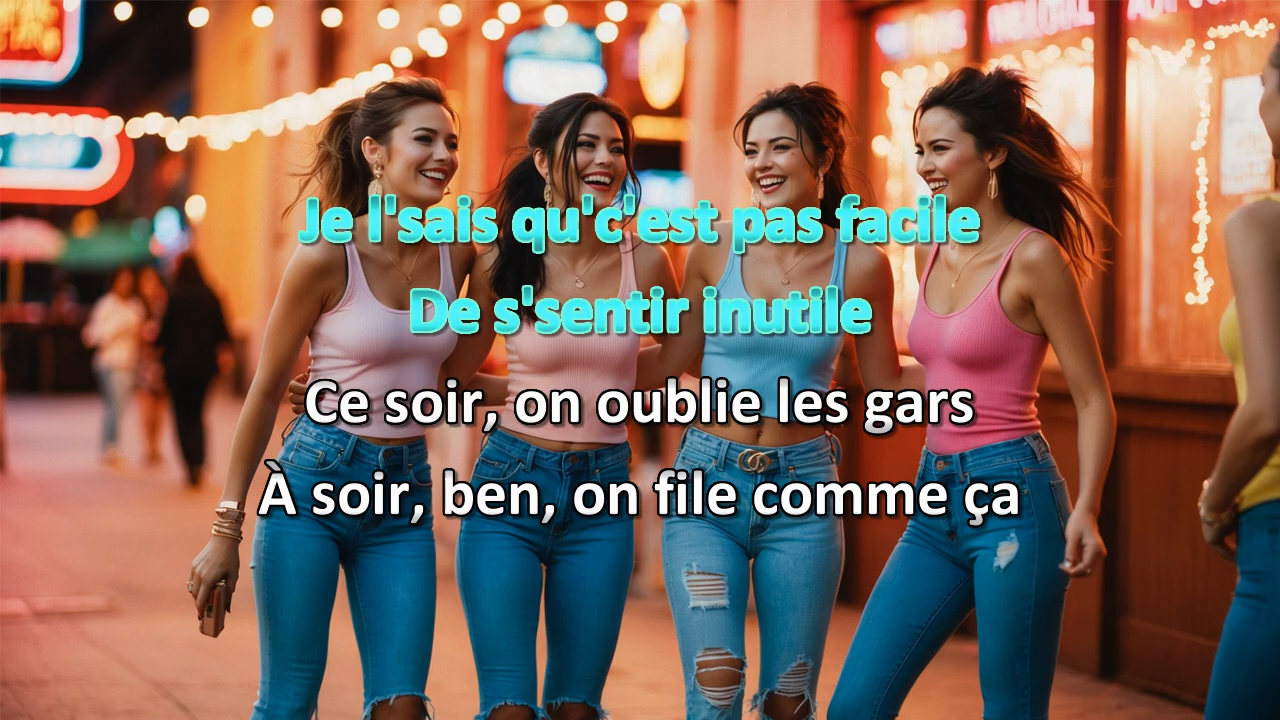 Je l'sais qu'c'est pas facile
De s'sentir inutile
Ce soir, on oublie les gars
À soir, ben, on file comme ça